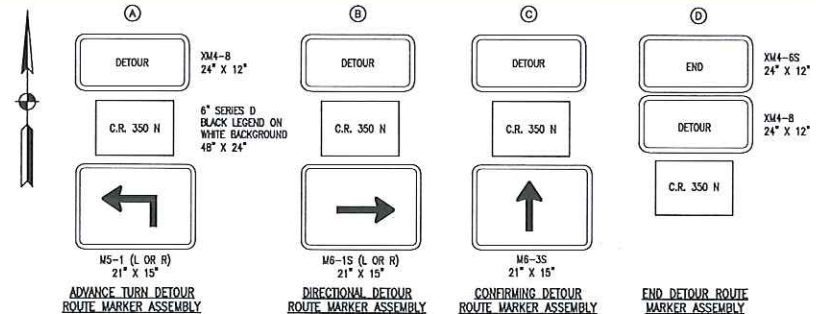 A
DETOUR
XM4-8
24" X 12"
C.R. 350 N
6" SERIES D
BLACK LEGEND ON
WHITE BACKGROUND
48" X 24"
M5-1 (L OR R)
21" X 15"
ADVANCE TURN DETOUR
ROUTE MARKER ASSEMBLY
B
DETOUR
C.R. 350 N
M6-1S (L OR R)
21" X 15"
DIRECTIONAL DETOUR
ROUTE MARKER ASSEMBLY
C
DETOUR
C.R. 350 N
M6-3S
21" X 15"
CONFIRMING DETOUR
ROUTE MARKER ASSEMBLY
D
END
XM4-6S
24" X 12"
DETOUR
XM4-8
24" X 12"
C.R. 350 N
END DETOUR ROUTE
MARKER ASSEMBLY